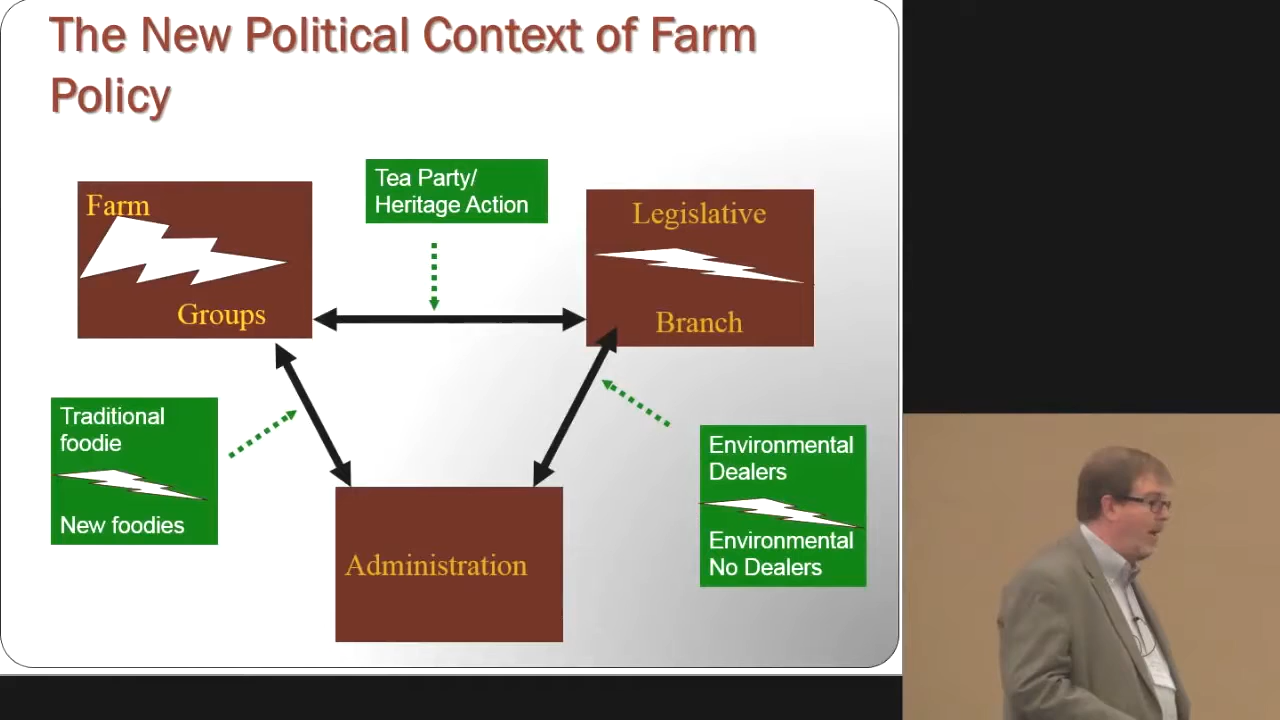 The New Political Context of Farm
Policy
Tea Party/
Heritage Action
Farm
Groups
Legislative
Branch
Traditional
foodie
New foodies
Environmental
Dealers
Environmental
No Dealers
Administration